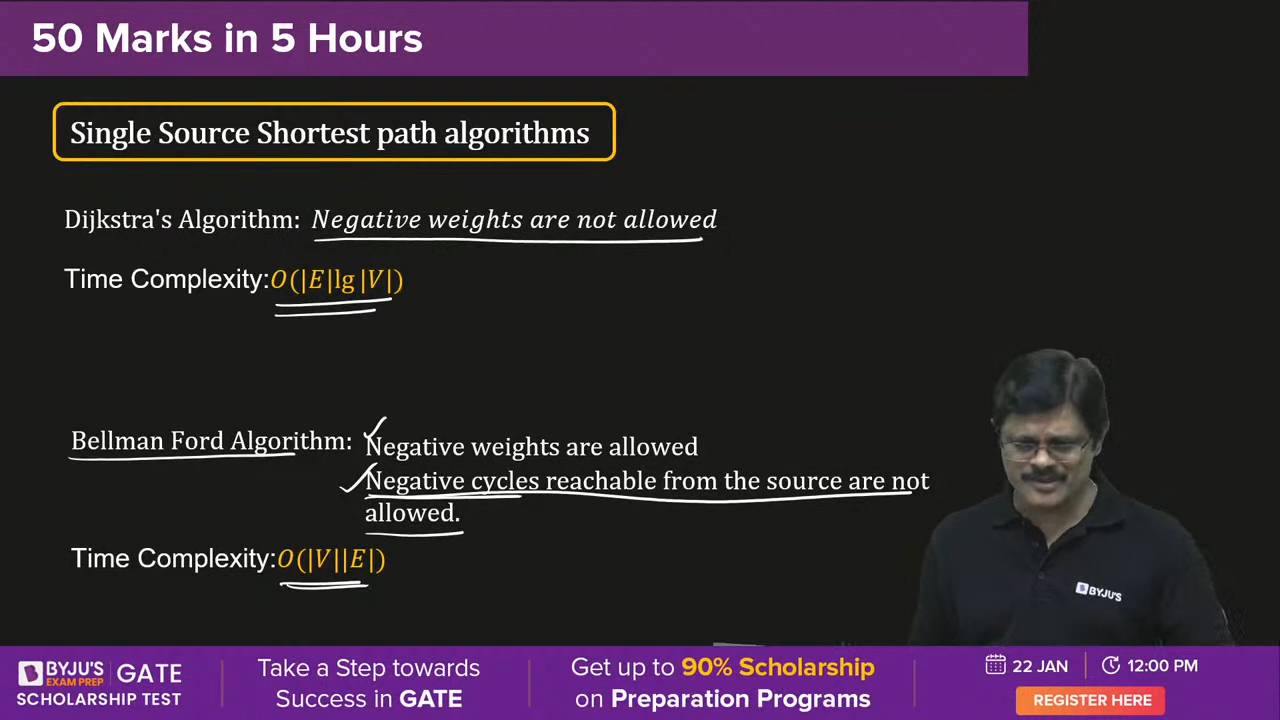 50 Marks in 5 Hours
Single Source Shortest path algorithms
Dijkstra's Algorithm: Negative weights are not allowed
Time Complexity:O(|E|lg |V|)
Bellman Ford Algorithm: Negative weights are allowed
Negative cycles reachable from the source are not
allowed.
Time Complexity:O(|V||E|)
BYJU'S
BYJU'S
EXAM PREP
GATE
SCHOLARSHIP TEST
Take a Step towards
Success in GATE
Get up to 90% Scholarship
on Preparation Programs
22 JAN
12:00 PM
REGISTER HERE